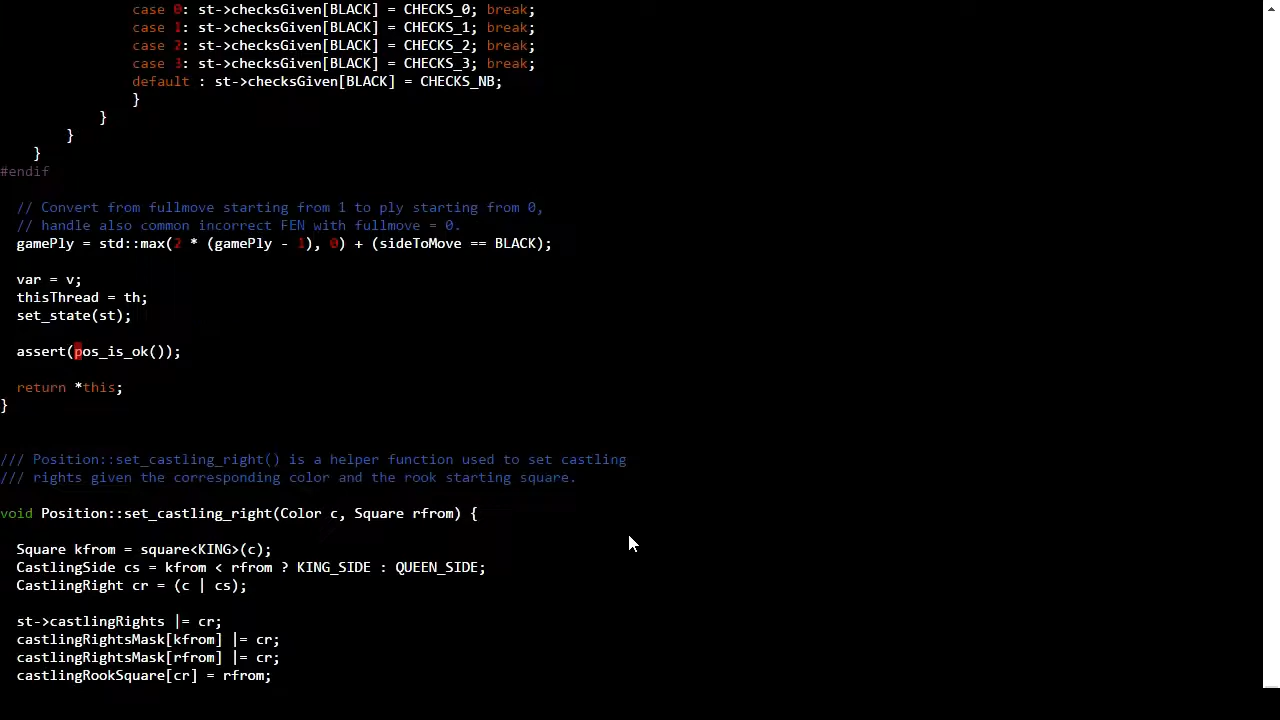 case 0: st->checksGiven[BLACK] = CHECKS_0; break;
case 1: st->checksGiven[BLACK] = CHECKS_1; break;
case 2: st->checksGiven[BLACK] = CHECKS_2; break;
case 3: st->checksGiven[BLACK] = CHECKS_3; break;
default : st->checksGiven[BLACK] = CHECKS_NB;
}
}
}
}
#endif
// Convert from fullmove starting from 1 to ply starting from 0,
// handle also common incorrect FEN with fullmove = 0.
gamePly = std::max(2 * (gamePly - 1), 0) + (sideToMove == BLACK);
var = v;
thisThread = th;
set_state(st);
assert(pos_is_ok());
return *this;
}
/// Position::set_castling_right() is a helper function used to set castling
/// rights given the corresponding color and the rook starting square.
void Position::set_castling_right(Color c, Square rfrom) {
Square kfrom = square<KING>(c);
CastlingSide cs = kfrom < rfrom ? KING_SIDE : QUEEN_SIDE;
CastlingRight cr = (c | cs);
st->castlingRights |= cr;
castlingRightsMask[kfrom] |= cr;
castlingRightsMask[rfrom] |= cr;
castlingRookSquare[cr] = rfrom;